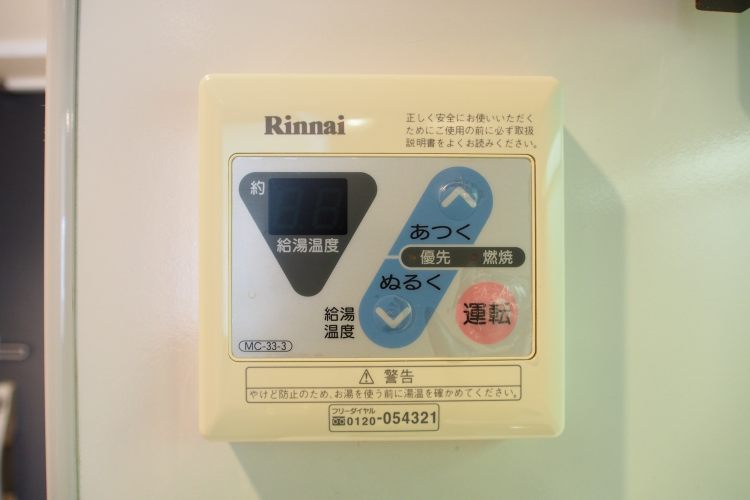 Rinnai
正しく安全にお使いいただく
ためにご使用の前に必ず取扱
説明書をよくお読みください。
約
給湯温度
あつく
優先 燃焼
ぬるく
給湯
温度
運転
MC-33-3
⚠ 警告
やけど防止のため、お湯を使う前に湯温を確かめてください。
フリーダイヤル
0120-054321